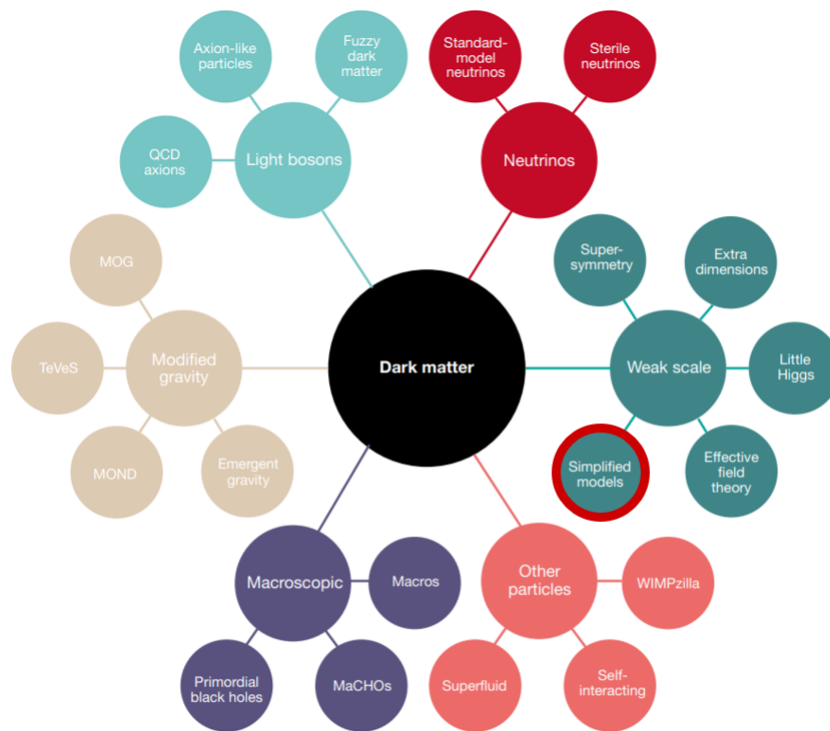 Axion-like
particles
Fuzzy
dark
matter
QCD
axions
Light bosons
Standard-
model
neutrinos
Sterile
neutrinos
Neutrinos
MOG
TeVeS
Modified
gravity
MOND
Emergent
gravity
Dark matter
Super-
symmetry
Extra
dimensions
Weak scale
Little
Higgs
Simplified
models
Effective
field
theory
Macroscopic
Macros
Primordial
black holes
MaCHOs
Other
particles
WIMPzilla
Superfluid
Self-
interacting